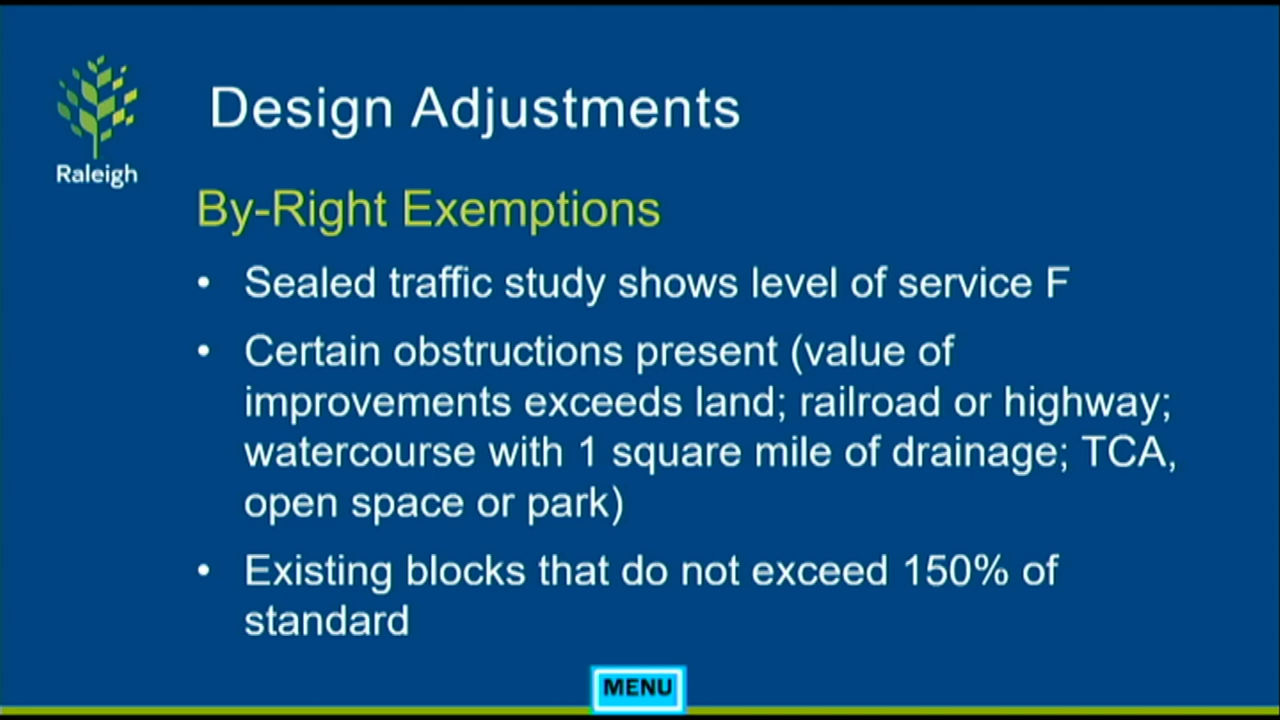 Design Adjustments
Raleigh
By-Right Exemptions
• Sealed traffic study shows level of service F
• Certain obstructions present (value of
improvements exceeds land; railroad or highway;
watercourse with 1 square mile of drainage; TCA,
open space or park)
• Existing blocks that do not exceed 150% of
standard
MENU